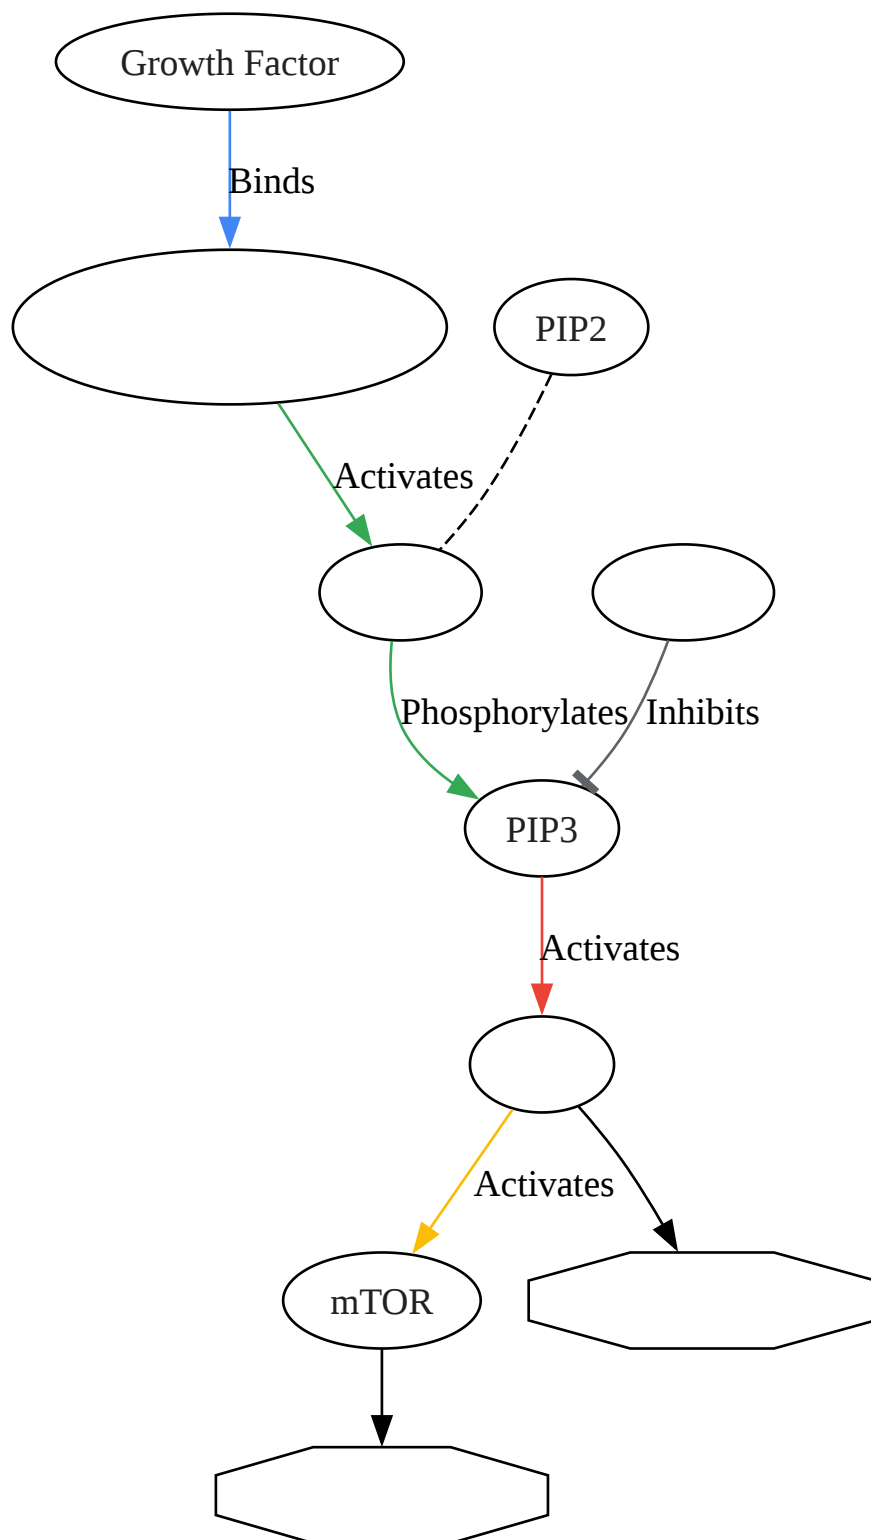 Growth Factor
Binds
PIP2
Activates
Phosphorylates
Inhibits
PIP3
Activates
Activates
mTOR